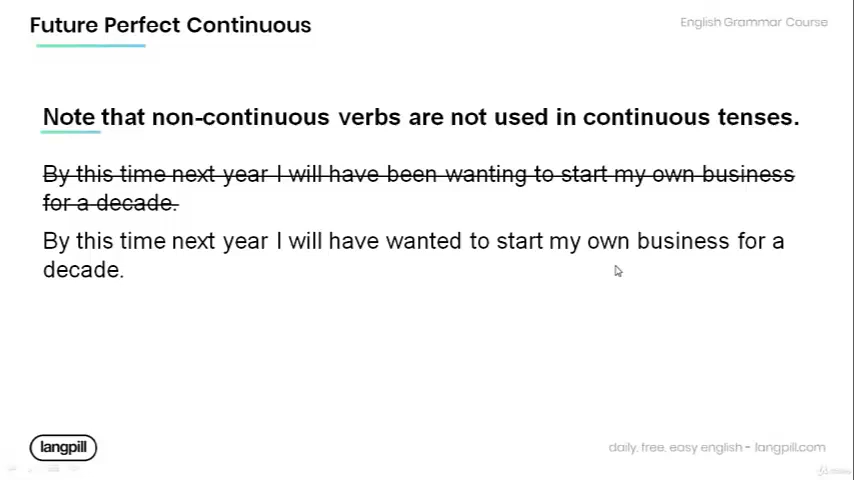 Future Perfect Continuous
English Grammar Course
Note that non-continuous verbs are not used in continuous tenses.
By this time next year I will have been wanting to start my own business
for a decade.
By this time next year I will have wanted to start my own business for a
decade.
langpill
daily, free, easy english - langpill.com